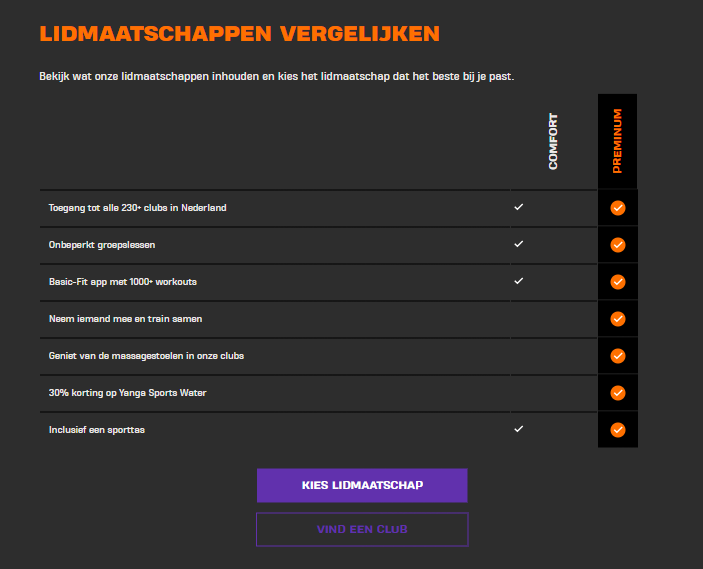 LIDMAATSCHAPPEN VERGELIJKEN
Bekijk wat onze lidmaatschappen inhouden en kies het lidmaatschap dat het beste bij je past.
COMFORT
PREMINUM
Toegang tot alle 230+ clubs in Nederland
Onbeperkt groepslessen
Basic-Fit app met 1000+ workouts
Neem iemand mee en train samen
Geniet van de massagestoelen in onze clubs
30% korting op Yanga Sports Water
Inclusief een sporttas
KIES LIDMAATSCHAP
VIND EEN CLUB